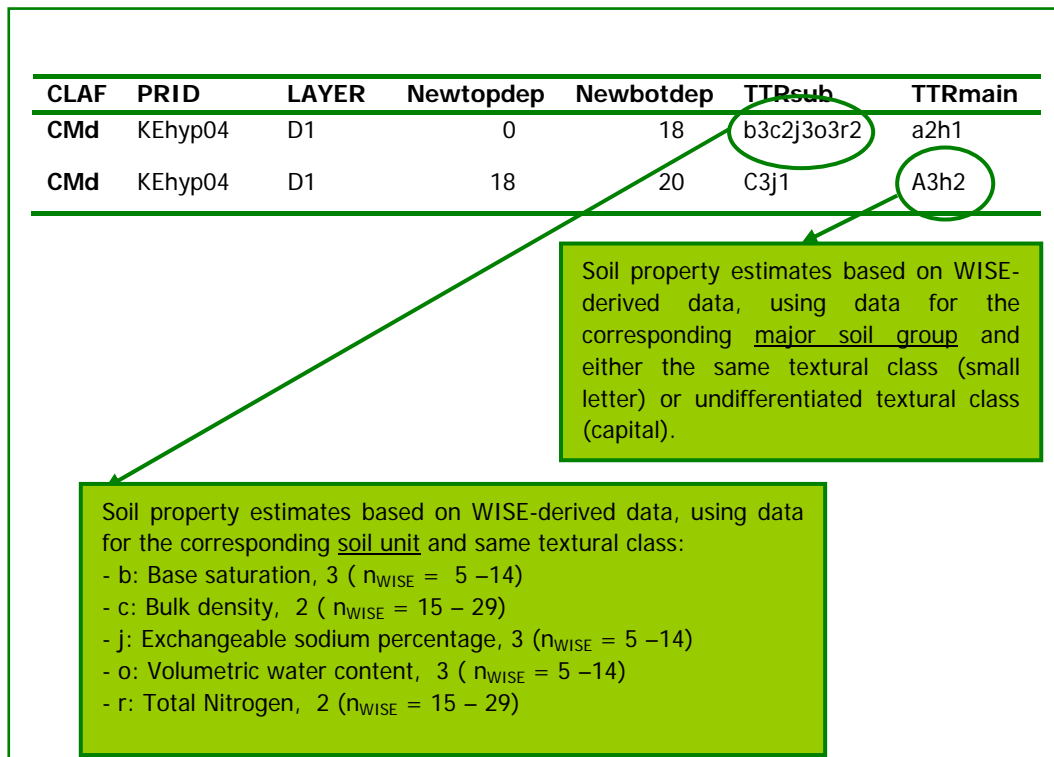 CLAF PRID LAYER Newtopdep Newbotdep TTRsub TTRmain
CMd KEhyp04 D1 0 18 b3c2j3o3r2 a2h1
CMd KEhyp04 D1 18 20 C3j1 A3h2
Soil property estimates based on WISE-
derived data, using data for the
corresponding major soil group and
either the same textural class (small
letter) or undifferentiated textural class
(capital).
Soil property estimates based on WISE-derived data, using data
for the corresponding soil unit and same textural class:
- b: Base saturation, 3 ( nWISE = 5 –14)
- c: Bulk density, 2 ( nWISE = 15 – 29)
- j: Exchangeable sodium percentage, 3 (nWISE = 5 –14)
- o: Volumetric water content, 3 ( nWISE = 5 –14)
- r: Total Nitrogen, 2 (nWISE = 15 – 29)